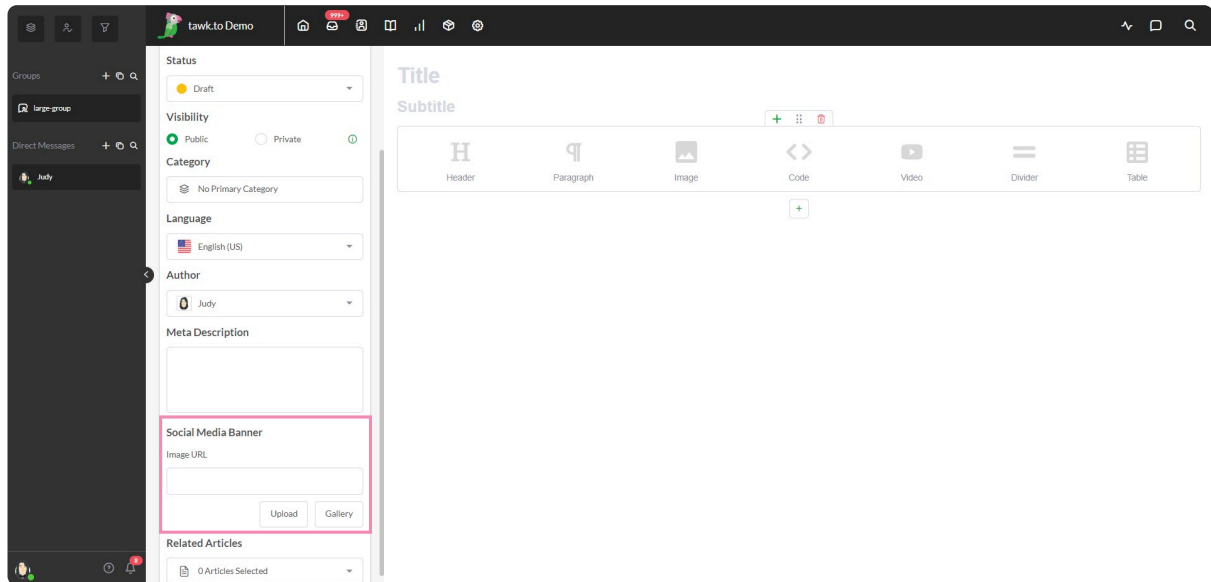 tawk.to Demo
999+
Groups
large-group
Direct Messages
Judy
Status
Draft
Visibility
Public
Private
Category
No Primary Category
Language
English (US)
Author
Judy
Meta Description
Social Media Banner
Image URL
Upload
Gallery
Related Articles
0 Articles Selected
Title
Subtitle
Header
Paragraph
Image
Code
Video
Divider
Table